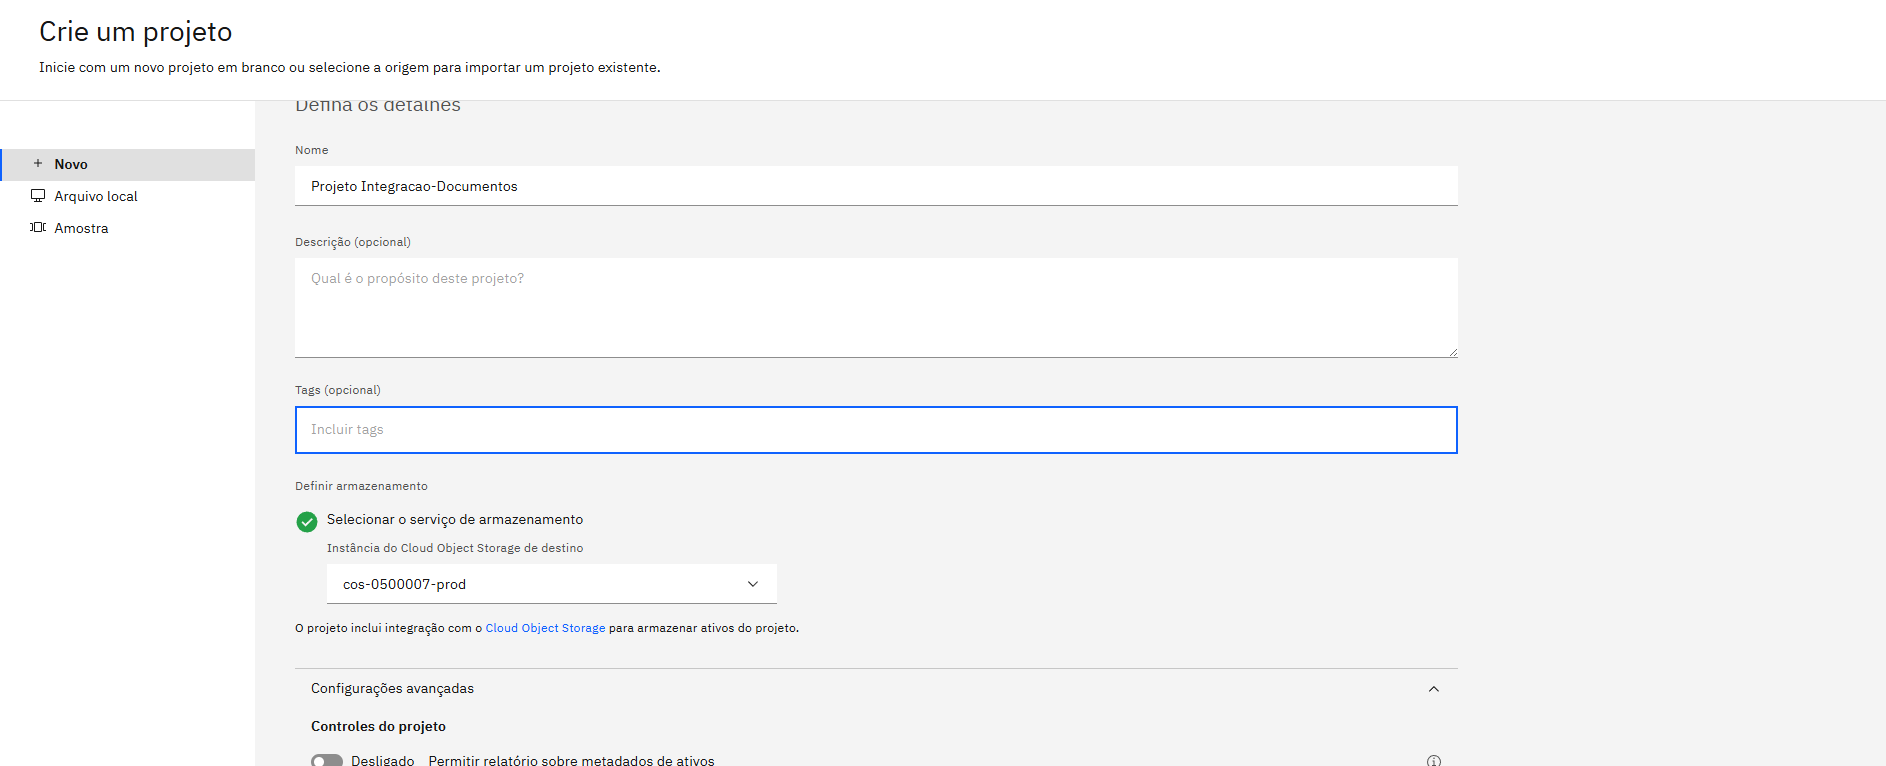 Crie um projeto
Inicie com um novo projeto em branco ou selecione a origem para importar um projeto existente.
Novo
Arquivo local
Amostra
Defina os detalhes
Nome
Projeto Integracao-Documentos
Descrição (opcional)
Qual é o propósito deste projeto?
Tags (opcional)
Incluir tags
Definir armazenamento
Selecionar o serviço de armazenamento
Instância do Cloud Object Storage de destino
cos-0500007-prod
O projeto inclui integração com o Cloud Object Storage para armazenar ativos do projeto.
Configurações avançadas
Controles do projeto
Desligado Permitir relatório sobre metadados de ativos